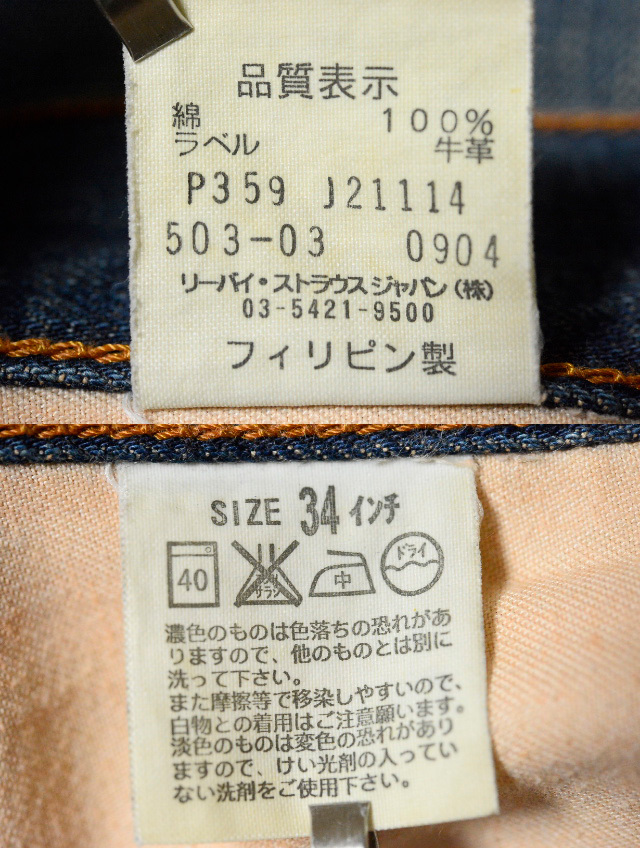 品質表示
綿 100%
ラベル 牛革
P359 J21114
503-03 0904
リーバイ・ストラウスジャパン(株)
03-5421-9500
フィリピン製
SIZE 34 インチ
40 エンソ サラシ 中 ドライ
濃色のものは色落ちの恐れがあ
りますので、他のものとは別に
洗って下さい。
また摩擦等で移染しやすいので、
白物との着用はご注意願います。
淡色のものは変色の恐れがあり
ますので、けい光剤の入ってい
ない洗剤をご使用下さい。